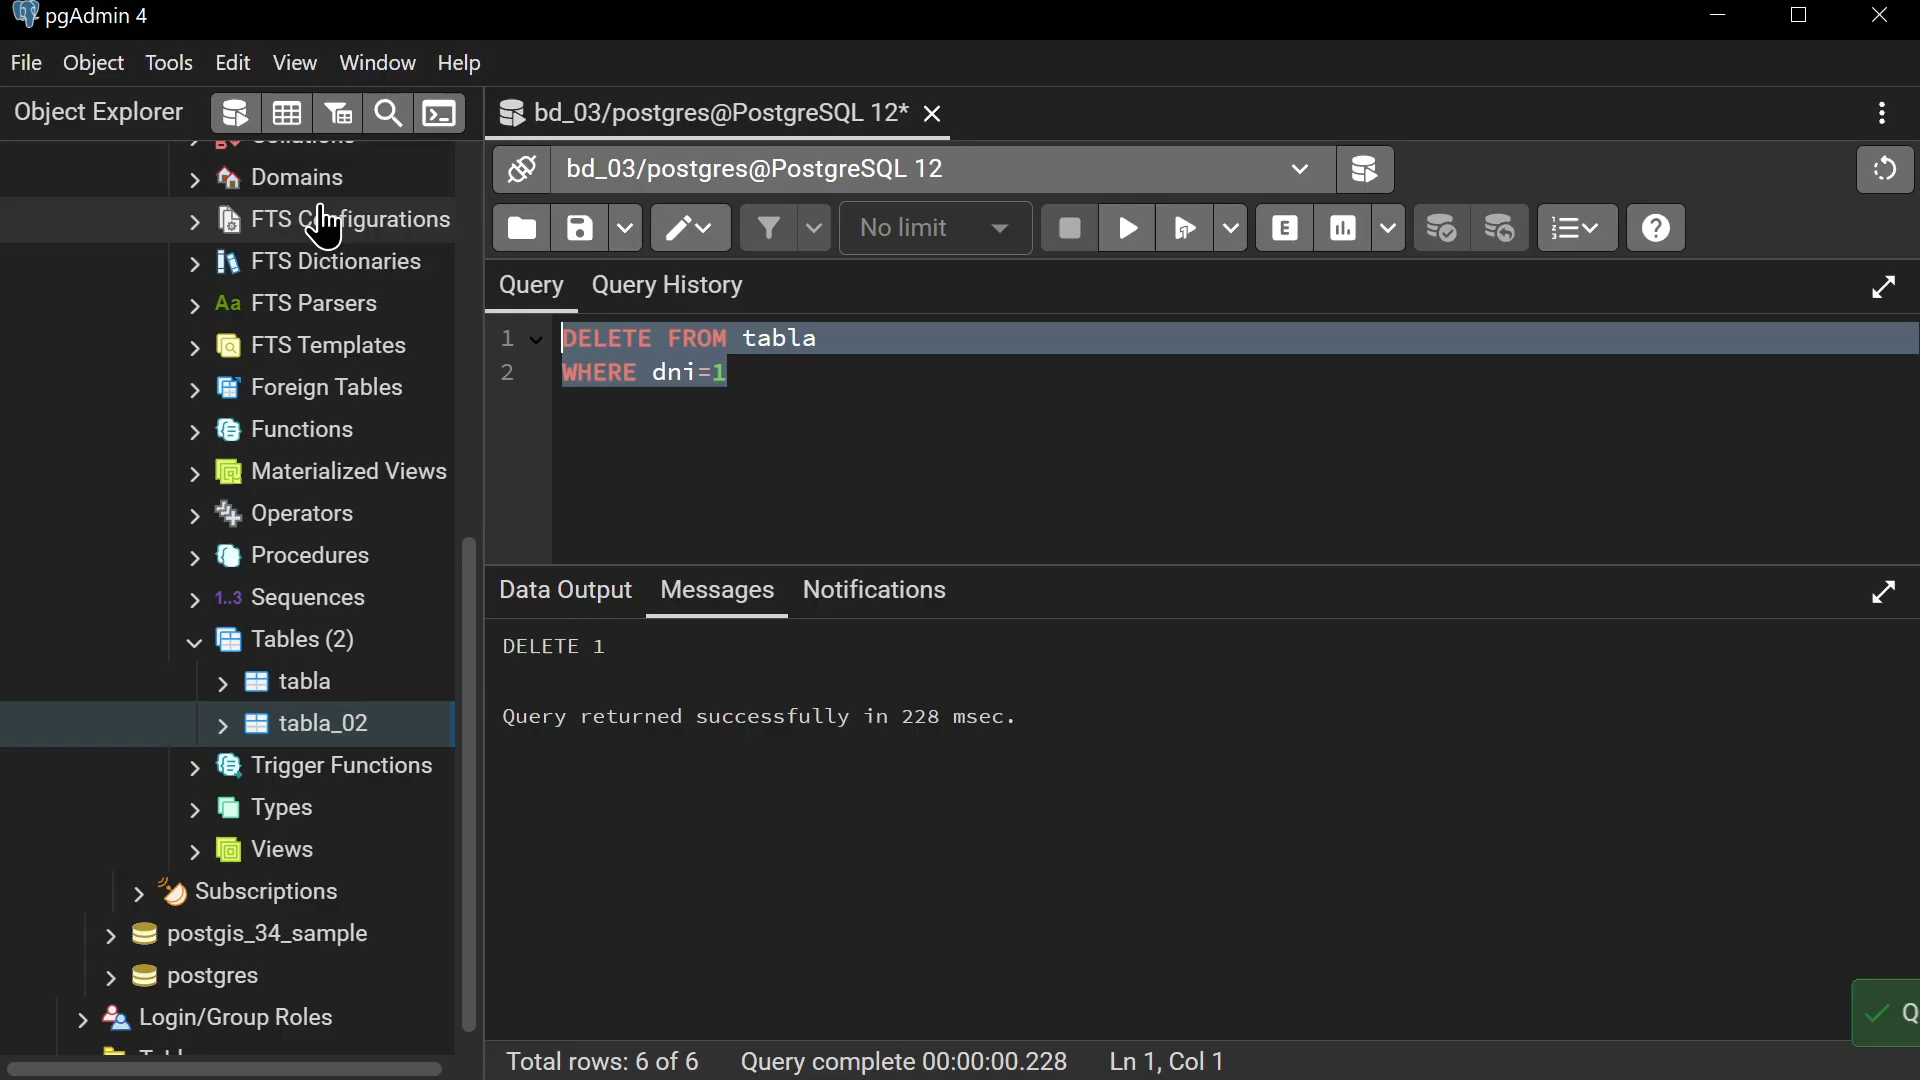 pgAdmin 4
File Object Tools Edit View Window Help
Object Explorer
bd_03/postgres@PostgreSQL 12*
bd_03/postgres@PostgreSQL 12
No limit
E
Query Query History
1 DELETE FROM tabla
2 WHERE dni=1
Domains
FTS Configurations
FTS Dictionaries
Aa FTS Parsers
FTS Templates
Foreign Tables
Functions
Materialized Views
Operators
Procedures
1..3 Sequences
Tables (2)
tabla
tabla_02
Trigger Functions
Types
Views
Subscriptions
postgis_34_sample
postgres
Login/Group Roles
Data Output Messages Notifications
DELETE 1
Query returned successfully in 228 msec.
Q
Total rows: 6 of 6 Query complete 00:00:00.228 Ln 1, Col 1